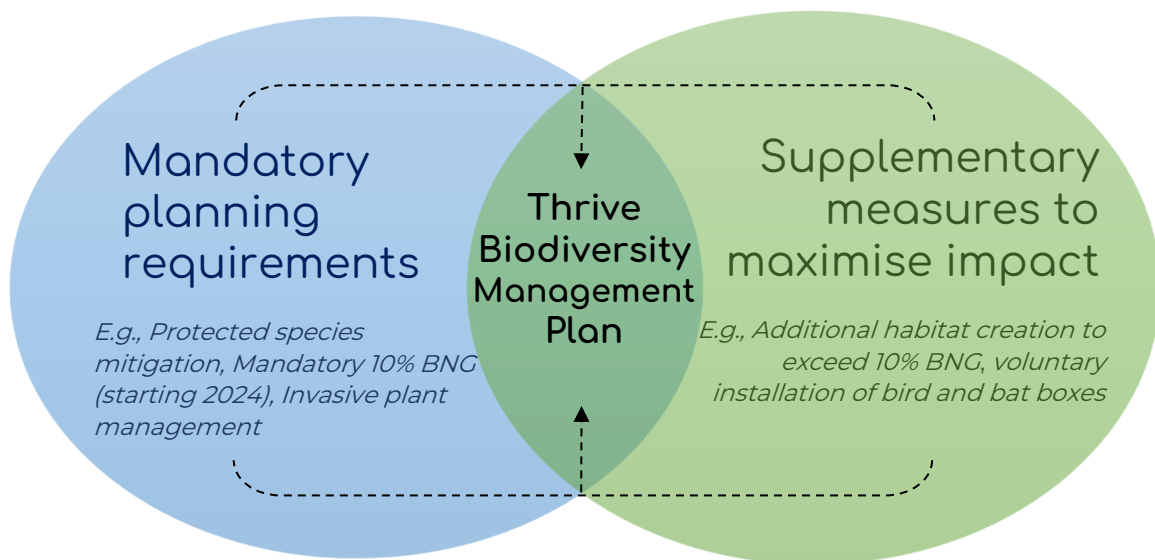 Mandatory
planning
requirements
E.g., Protected species
mitigation, Mandatory 10% BNG
(starting 2024), Invasive plant
management
Thrive
Biodiversity
Management
Plan
Supplementary
measures to
maximise impact
E.g., Additional habitat creation to
exceed 10% BNG, voluntary
installation of bird and bat boxes